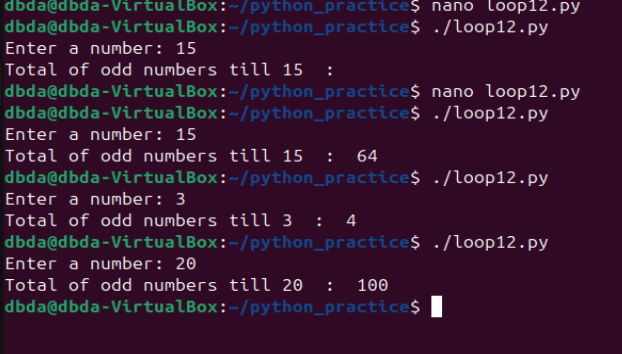 dbda@dbda-VirtualBox:~/python_practice$ nano loop12.py
dbda@dbda-VirtualBox:~/python_practice$ ./loop12.py
Enter a number: 15
Total of odd numbers till 15  :
dbda@dbda-VirtualBox:~/python_practice$ nano loop12.py
dbda@dbda-VirtualBox:~/python_practice$ ./loop12.py
Enter a number: 15
Total of odd numbers till 15  :  64
dbda@dbda-VirtualBox:~/python_practice$ ./loop12.py
Enter a number: 3
Total of odd numbers till 3  :  4
dbda@dbda-VirtualBox:~/python_practice$ ./loop12.py
Enter a number: 20
Total of odd numbers till 20  :  100
dbda@dbda-VirtualBox:~/python_practice$